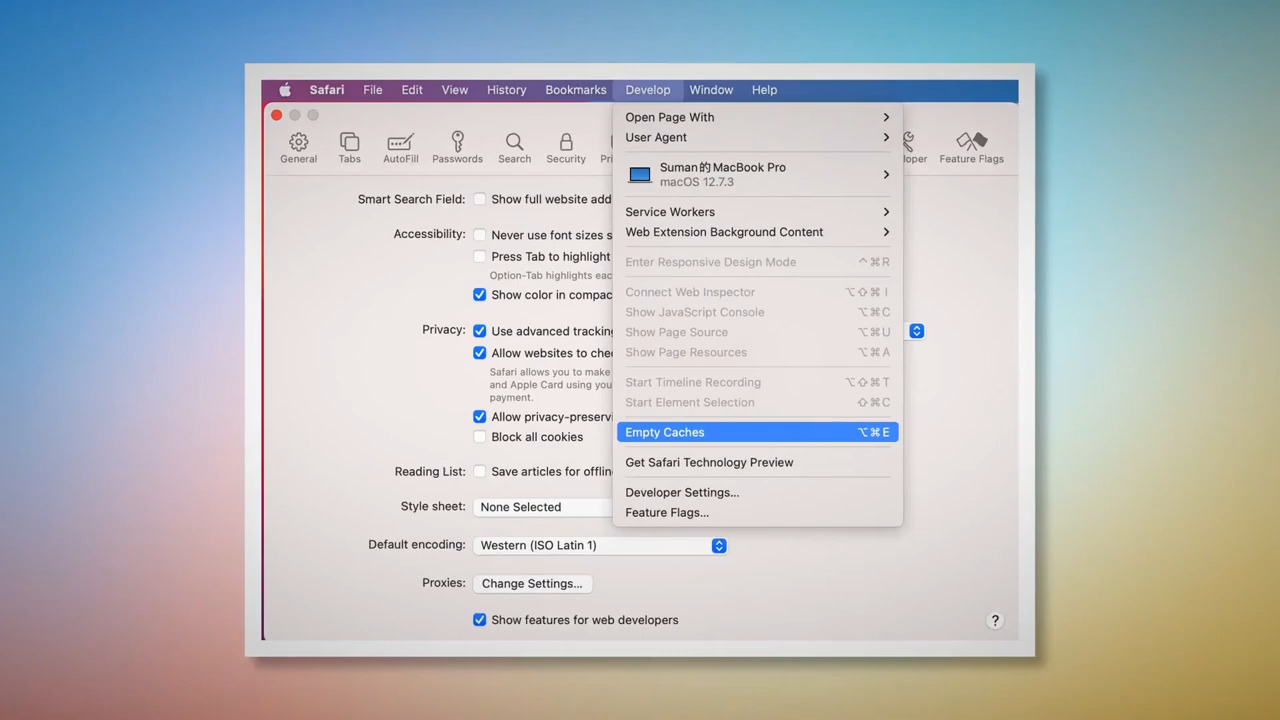 Safari File Edit View History Bookmarks Develop Window Help
General Tabs AutoFill Passwords Search Security Feature Flags
Open Page With
User Agent
Suman的MacBook Pro
macOS 12.7.3
Service Workers
Web Extension Background Content
Enter Responsive Design Mode ^⌘R
Connect Web Inspector ⌥⇧⌘I
Show JavaScript Console ⌥⌘C
Show Page Source ⌥⌘U
Show Page Resources ⌥⌘A
Start Timeline Recording ⌥⇧⌘T
Start Element Selection ⇧⌘C
Empty Caches ⌥⌘E
Get Safari Technology Preview
Developer Settings...
Feature Flags...
Smart Search Field: Show full website add
Accessibility: Never use font sizes s
Press Tab to highlight
Option-Tab highlights eac
Show color in compac
Privacy: Use advanced tracking
Allow websites to che
Safari allows you to make
and Apple Card using you
payment.
Allow privacy-preservi
Block all cookies
Reading List: Save articles for offlin
Style sheet: None Selected
Default encoding: Western (ISO Latin 1)
Proxies: Change Settings...
Show features for web developers
?